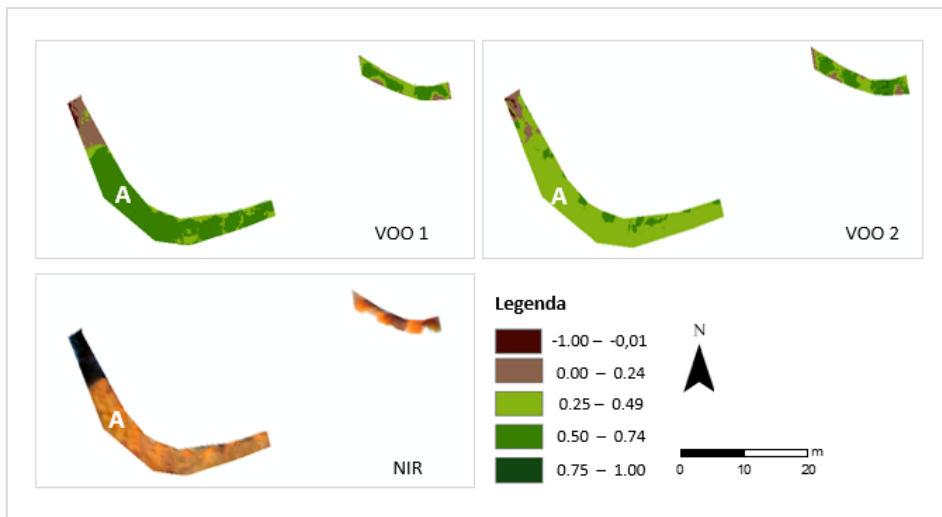 A
VOO 1
A
VOO 2
A
NIR
Legenda
-1.00 – -0,01
0.00 – 0.24
0.25 – 0.49
0.50 – 0.74
0.75 – 1.00
N
m
0 10 20